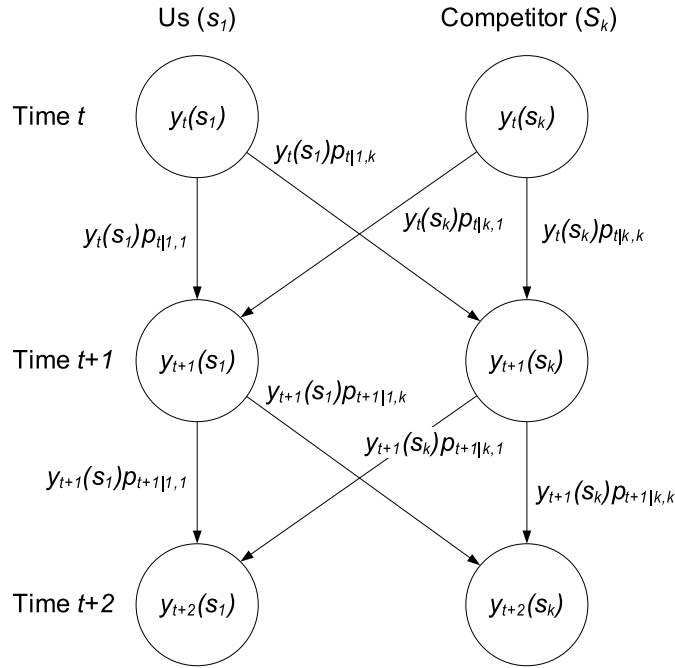 Us (s1) Competitor (Sk)
Time t yt(s1) yt(sk)
yt(s1)pt|1,k
yt(s1)pt|1,1 yt(sk)pt|k,1 yt(sk)pt|k,k
Time t+1 yt+1(s1) yt+1(sk)
yt+1(s1)pt+1|1,k
yt+1(sk)pt+1|k,1
yt+1(s1)pt+1|1,1 yt+1(sk)pt+1|k,k
Time t+2 yt+2(s1) yt+2(sk)